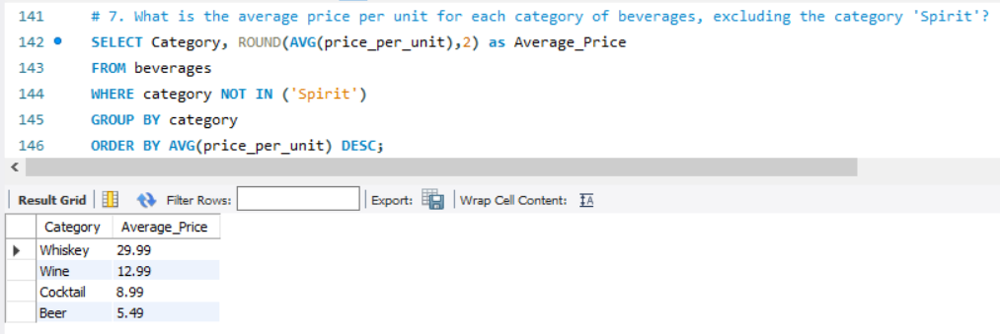 141 # 7. What is the average price per unit for each category of beverages, excluding the category 'Spirit'?
142 SELECT Category, ROUND(AVG(price_per_unit),2) as Average_Price
143 FROM beverages
144 WHERE category NOT IN ('Spirit')
145 GROUP BY category
146 ORDER BY AVG(price_per_unit) DESC;
Result Grid Filter Rows: Export: Wrap Cell Content: IA
Category Average_Price
Whiskey 29.99
Wine 12.99
Cocktail 8.99
Beer 5.49